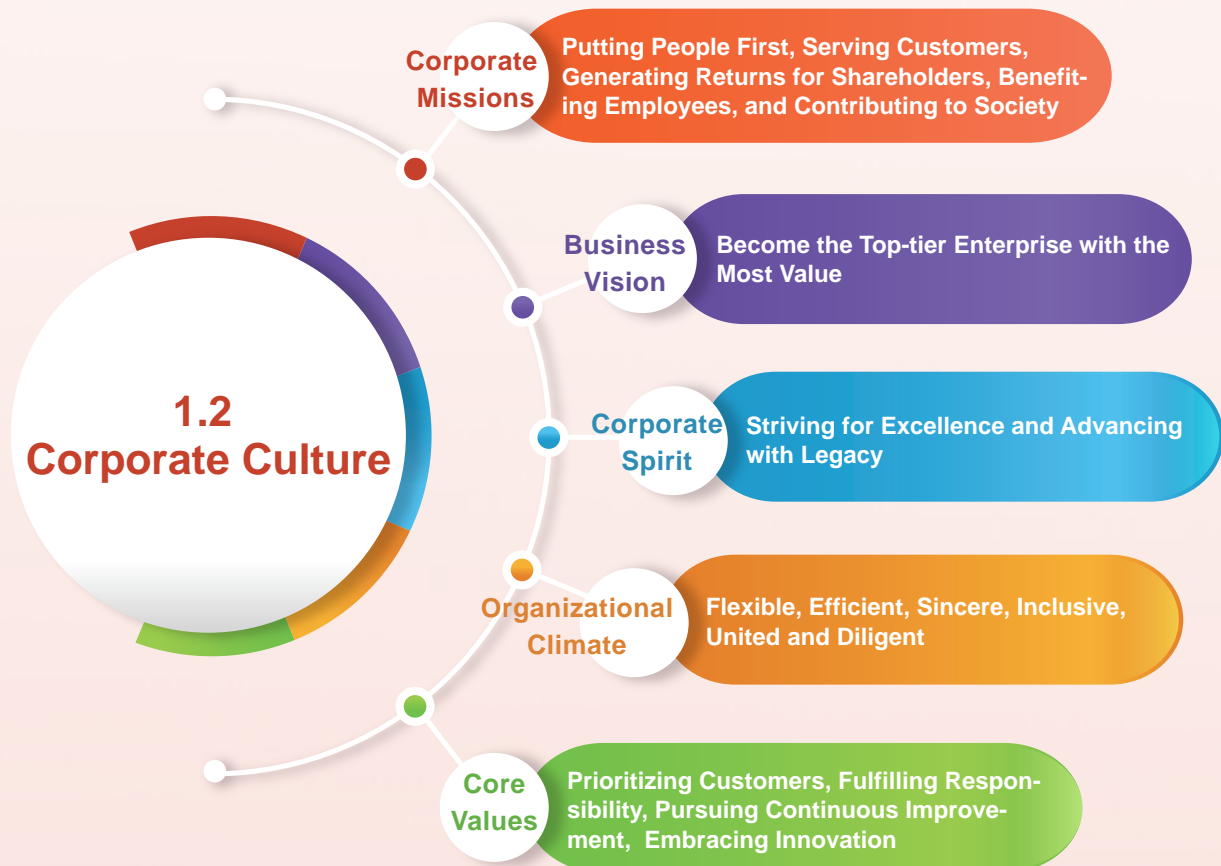 Corporate
Missions
Putting People First, Serving Customers,
Generating Returns for Shareholders, Benefit-
ing Employees, and Contributing to Society
Business
Vision
Become the Top-tier Enterprise with the
Most Value
1.2
Corporate Culture
Corporate
Spirit
Striving for Excellence and Advancing
with Legacy
Organizational
Climate
Flexible, Efficient, Sincere, Inclusive,
United and Diligent
Core
Values
Prioritizing Customers, Fulfilling Respon-
sibility, Pursuing Continuous Improve-
ment,  Embracing Innovation